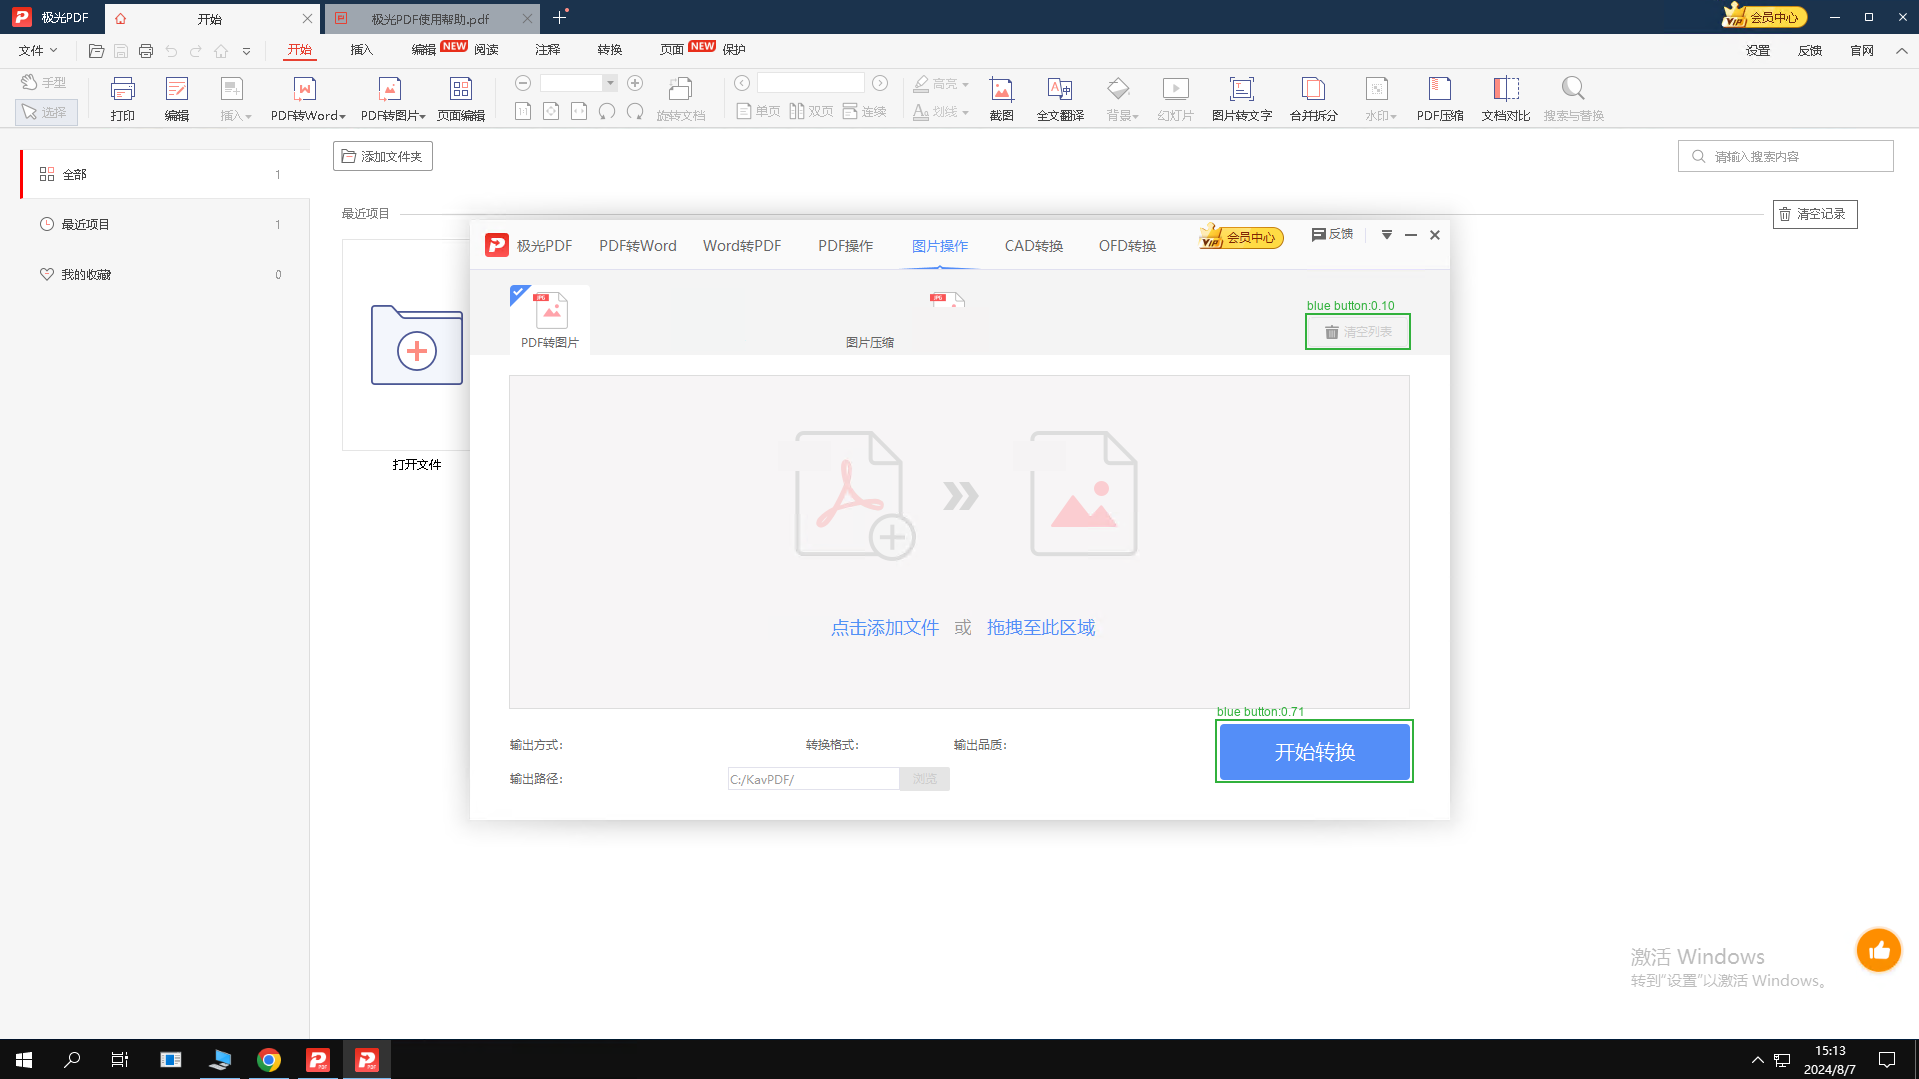 极光PDF 开始 极光PDF使用帮助.pdf VIP 会员中心
文件 开始 插入 编辑 NEW 阅读 注释 转换 页面 NEW 保护 设置 反馈 官网
手型 高亮
选择 打印 编辑 插入 PDF转Word PDF转图片 页面编辑 1:1 旋转文档 单页 双页 连续 划线 截图 全文翻译 背景 幻灯片 图片转文字 合并拆分 水印 PDF压缩 文档对比 搜索与替换
全部 1
最近项目 1
我的收藏 0
添加文件夹 请输入搜索内容
最近项目 清空记录
打开文件
极光PDF PDF转Word Word转PDF PDF操作 图片操作 CAD转换 OFD转换 VIP 会员中心 反馈
JPG PDF转图片
JPG 图片压缩
blue button:0.10
清空列表
点击添加文件 或 拖拽至此区域
blue button:0.71
输出方式: 转换格式: 输出品质:
开始转换
输出路径: C:/KavPDF/ 浏览
激活 Windows
转到“设置”以激活 Windows。
15:13
2024/8/7